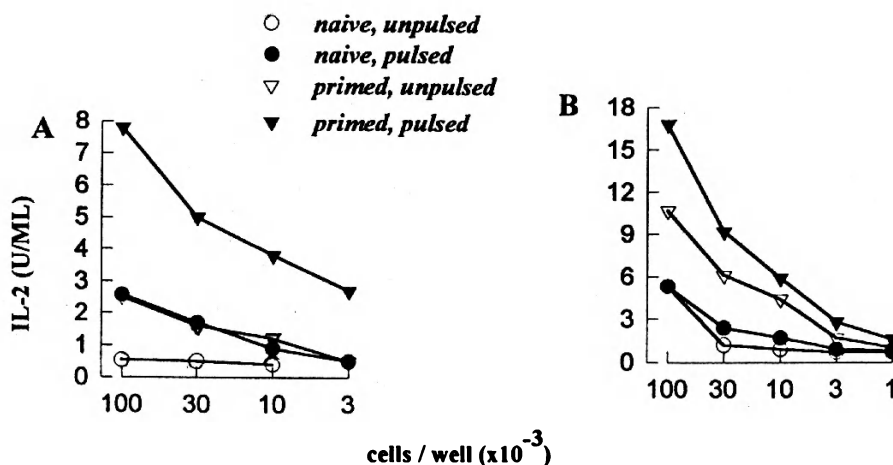 naive, unpulsed
naive, pulsed
primed, unpulsed
primed, pulsed
A
B
IL-2 (U/ML)
8
7
6
5
4
3
2
1
0
100 30 10 3
18
15
12
9
6
3
0
100 30 10 3 1
cells / well (x10⁻³)